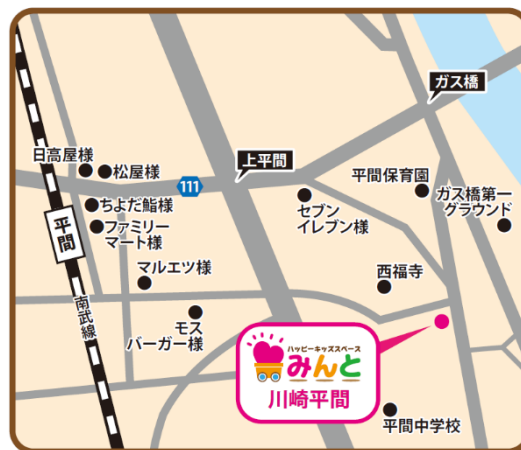 ガス橋
日高屋様
松屋様
111
上平間
平間保育園
ガス橋第一
グラウンド
ちよだ鮨様
ファミリー
マート様
セブン
イレブン様
平間
マルエツ様
西福寺
南武線
モス
バーガー様
ハッピーキッズスペース
みんと
川崎平間
平間中学校